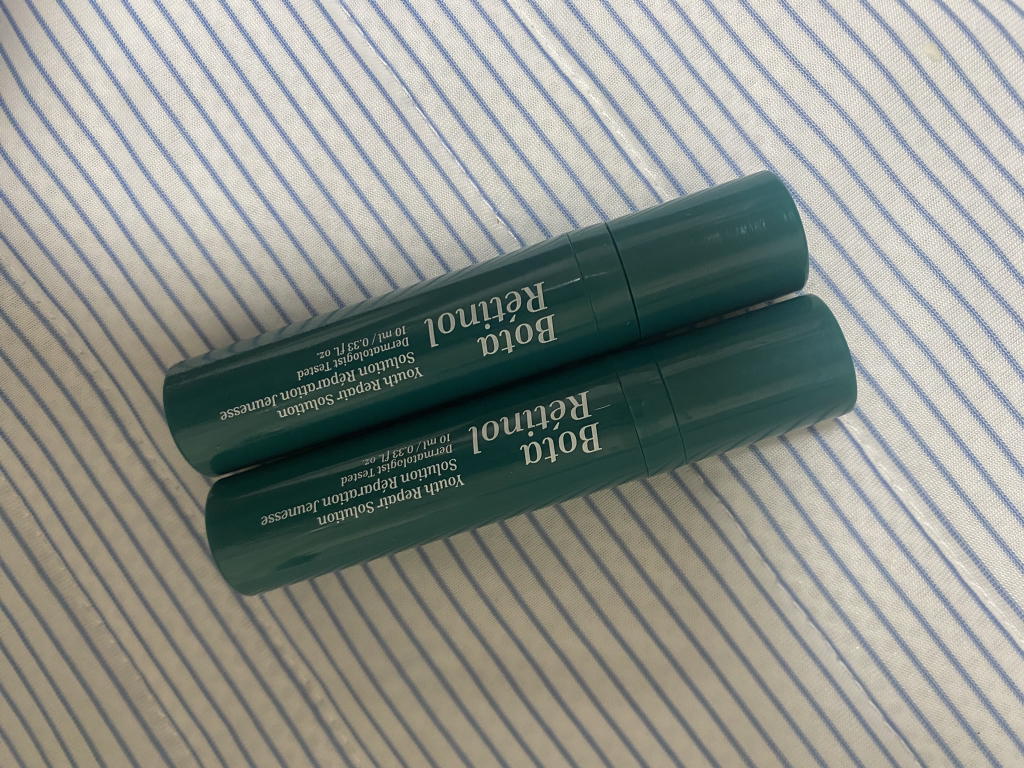 Bota
Rétinol
Youth Repair Solution
Solution Réparation Jeunesse
Dermatologist Tested
10 ml / 0.33 fl. oz.
Bota
Rétinol
Youth Repair Solution
Solution Réparation Jeunesse
Dermatologist Tested
10 ml / 0.33 fl. oz.